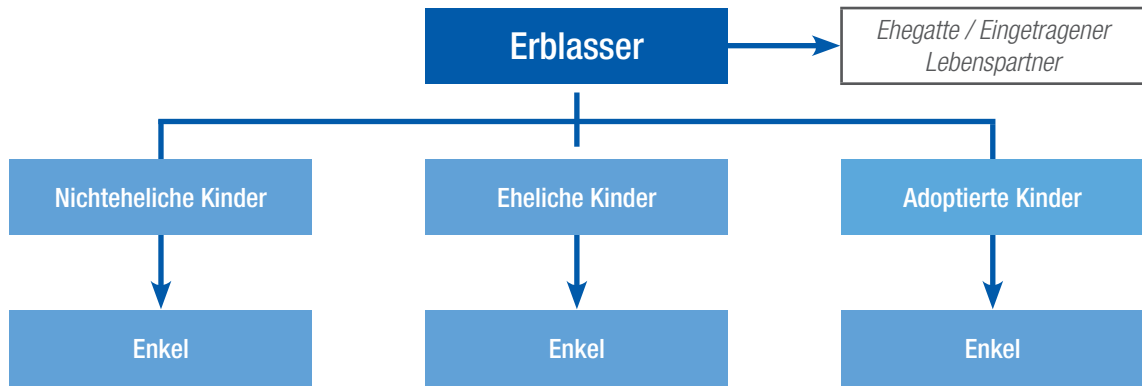 Erblasser
Ehegatte / Eingetragener
Lebenspartner
Nichteheliche Kinder
Eheliche Kinder
Adoptierte Kinder
Enkel
Enkel
Enkel